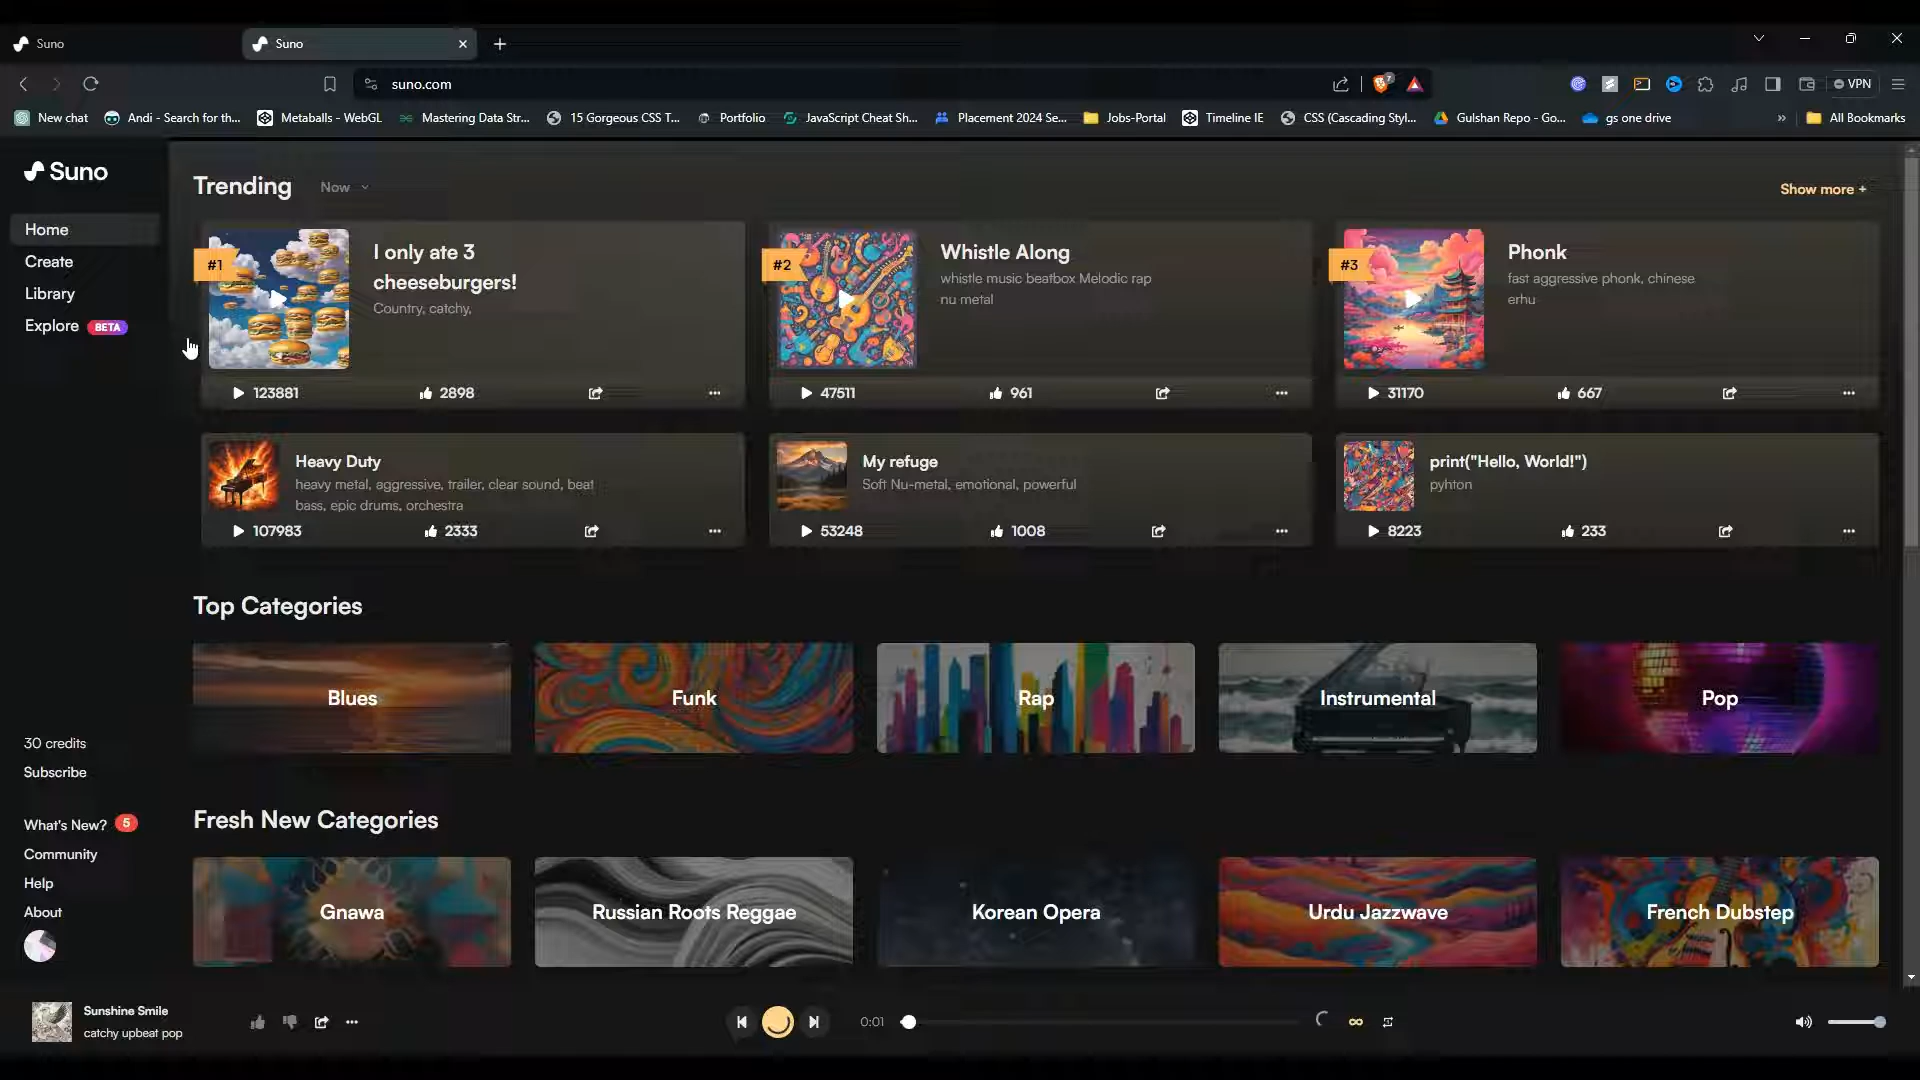 Suno
Suno
suno.com
7
VPN
New chat
Andi - Search for th...
Metaballs - WebGL
Mastering Data Str...
15 Gorgeous CSS T...
Portfolio
JavaScript Cheat Sh...
Placement 2024 Se...
Jobs-Portal
Timeline IE
CSS (Cascading Styl...
Gulshan Repo - Go...
gs one drive
»
All Bookmarks
Suno
Home
Create
Library
Explore BETA
30 credits
Subscribe
What's New? 5
Community
Help
About
Trending Now
Show more +
#1
I only ate 3
cheeseburgers!
Country, catchy,
123881 2898
#2
Whistle Along
whistle music beatbox Melodic rap
nu metal
47511 961
#3
Phonk
fast aggressive phonk, chinese
erhu
31170 667
Heavy Duty
heavy metal, aggressive, trailer, clear sound, beat
bass, epic drums, orchestra
107983 2333
My refuge
Soft Nu-metal, emotional, powerful
53248 1008
print("Hello, World!")
pyhton
8223 233
Top Categories
Blues
Funk
Rap
Instrumental
Pop
Fresh New Categories
Gnawa
Russian Roots Reggae
Korean Opera
Urdu Jazzwave
French Dubstep
Sunshine Smile
catchy upbeat pop
0:01